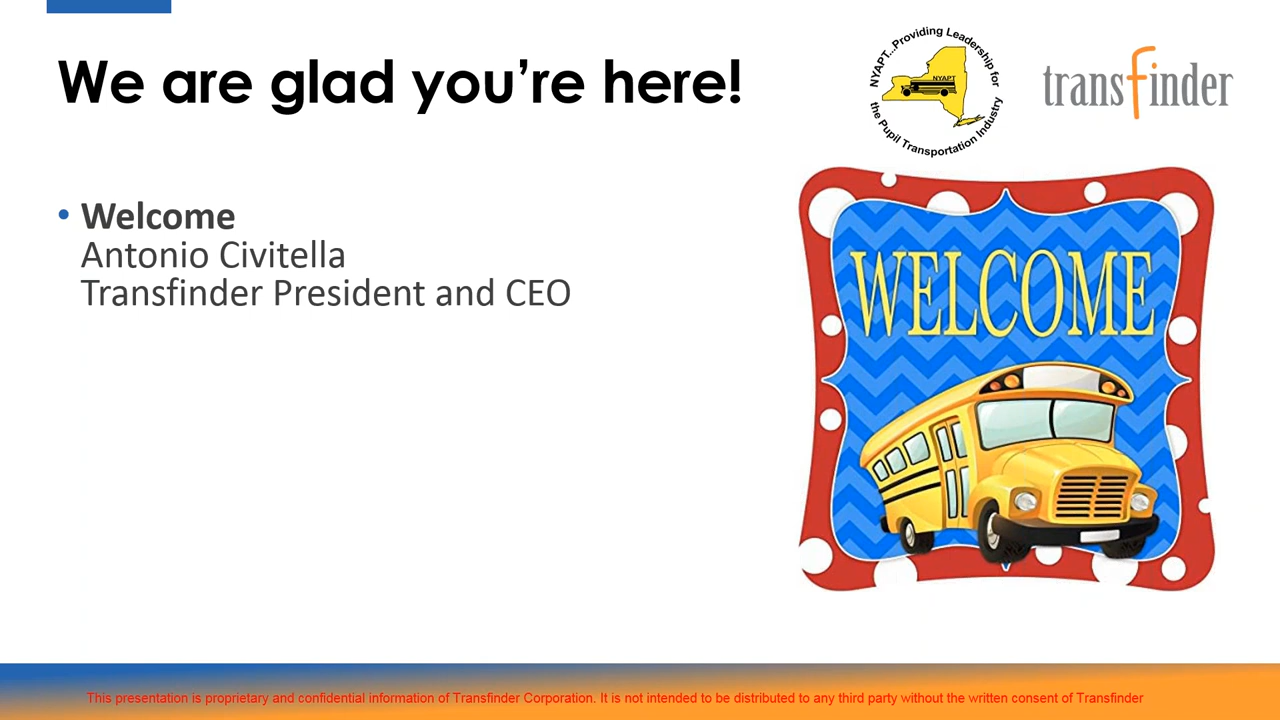 We are glad you’re here!
NYAPT...Providing Leadership for
the Pupil Transportation Industry
NYAPT
transfinder
• Welcome
Antonio Civitella
Transfinder President and CEO
WELCOME
This presentation is proprietary and confidential information of Transfinder Corporation. It is not intended to be distributed to any third party without the written consent of Transfinder